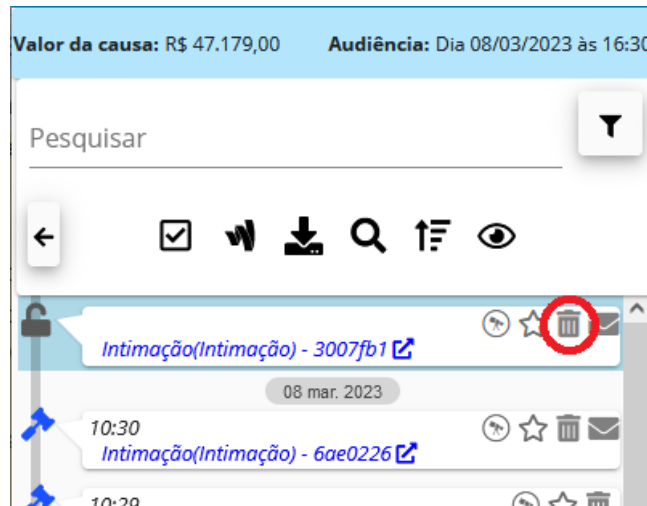 Valor da causa: R$ 47.179,00 Audiência: Dia 08/03/2023 às 16:30
Pesquisar
Intimação(Intimação) - 3007fb1
08 mar. 2023
10:30
Intimação(Intimação) - 6ae0226
10:29